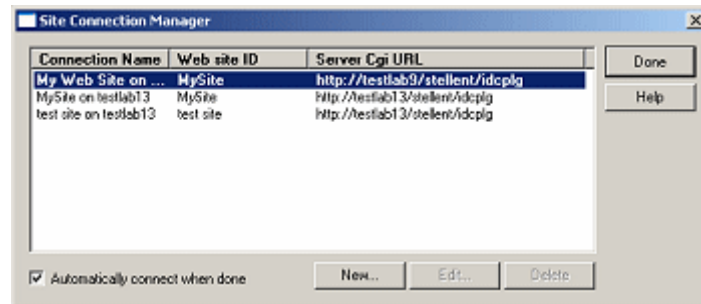 Site Connection Manager
Connection Name Web site ID Server Cgi URL
My Web Site on ... MySite http://testlab9/stellent/idcplg
MySite on testlab13 MySite http://testlab13/stellent/idcplg
test site on testlab13 test site http://testlab13/stellent/idcplg
Done
Help
Automatically connect when done
New... Edit... Delete